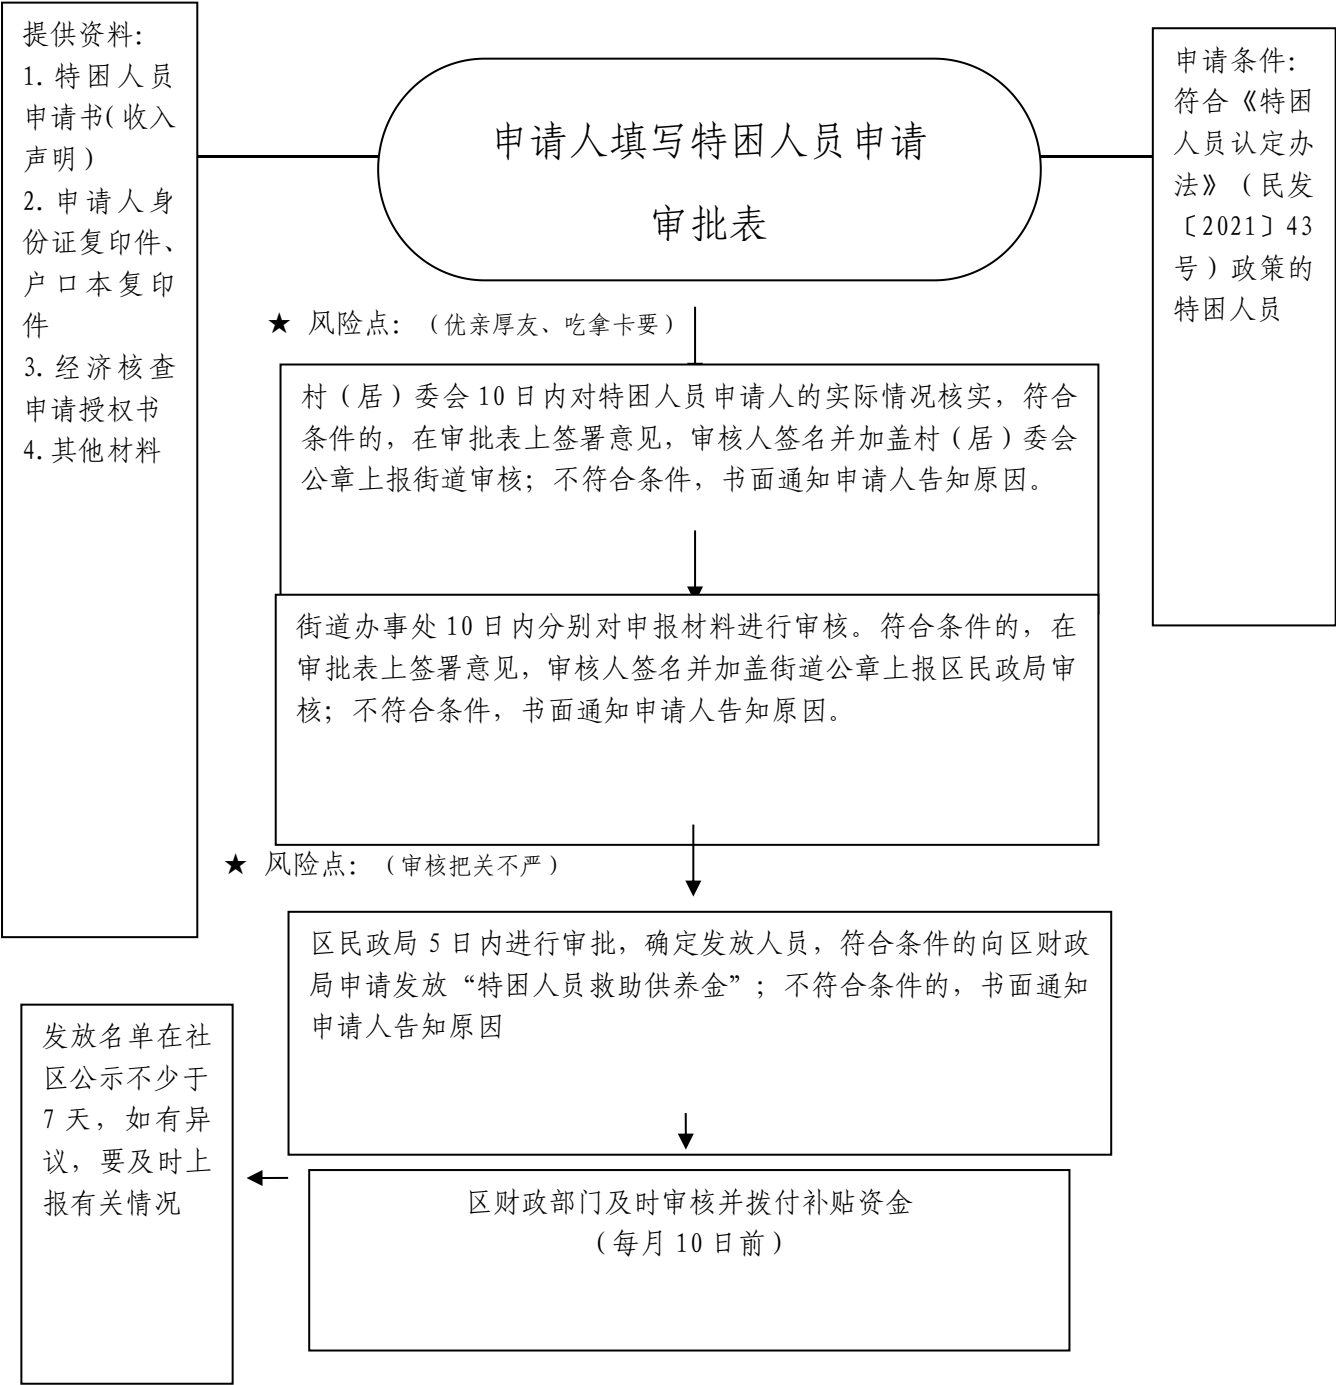 提供资料：
1.特困人员
申请书（收入
声明）
2.申请人身
份证复印件、
户口本复印
件
3.经济核查
申请授权书
4.其他材料
申请人填写特困人员申请
审批表
申请条件：
符合《特困
人员认定办
法》（民发
〔2021〕43
号）政策的
特困人员
★ 风险点：（优亲厚友、吃拿卡要）
村（居）委会10日内对特困人员申请人的实际情况核实，符合
条件的，在审批表上签署意见，审核人签名并加盖村（居）委会
公章上报街道审核；不符合条件，书面通知申请人告知原因。
街道办事处10日内分别对申报材料进行审核。符合条件的，在
审批表上签署意见，审核人签名并加盖街道公章上报区民政局审
核；不符合条件，书面通知申请人告知原因。
★ 风险点：（审核把关不严）
区民政局5日内进行审批，确定发放人员，符合条件的向区财政
局申请发放“特困人员救助供养金”；不符合条件的，书面通知
申请人告知原因
发放名单在社
区公示不少于
7天，如有异
议，要及时上
报有关情况
区财政部门及时审核并拨付补贴资金
（每月10日前）